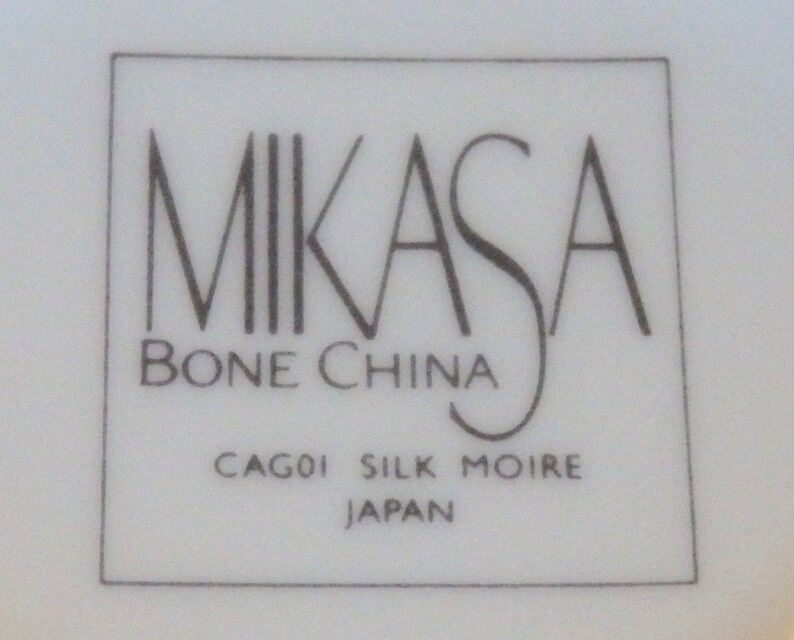 MIKASA
BONE CHINA
CAG01 SILK MOIRE
JAPAN